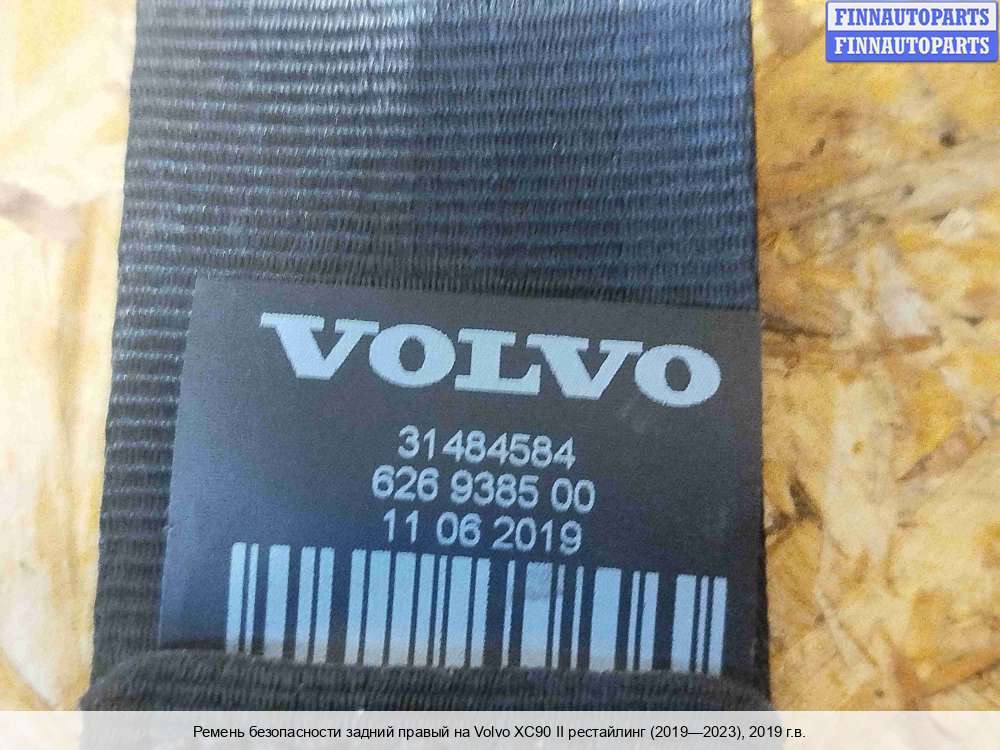 FINNAUTOPARTS
FINNAUTOPARTS
VOLVO
31484584
626 9385 00
11 06 2019
Ремень безопасности задний правый на Volvo XC90 II рестайлинг (2019—2023), 2019 г.в.